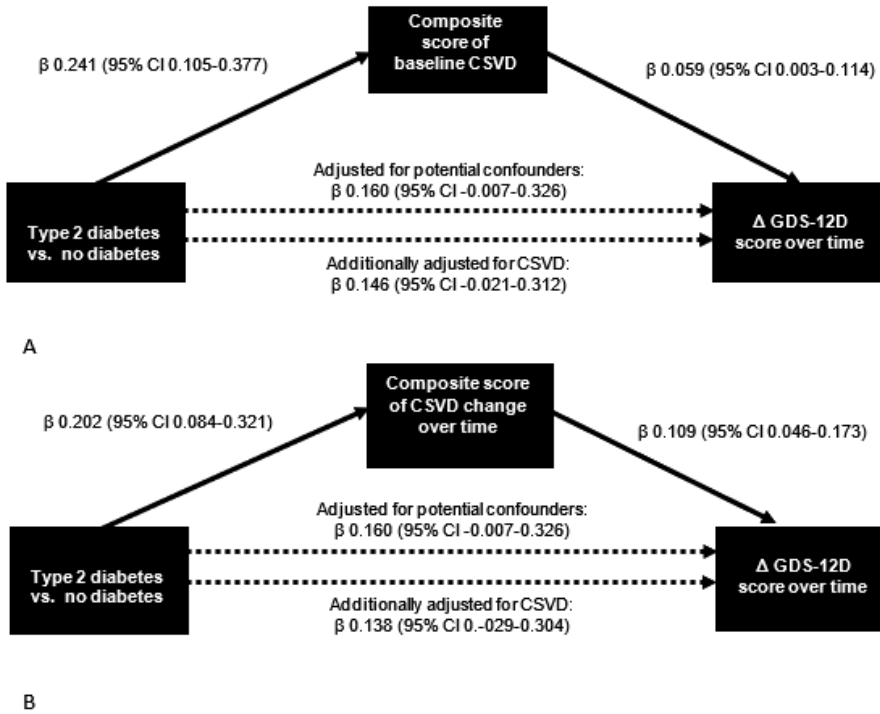 Composite
score of
baseline CSVD
β 0.241 (95% CI 0.105-0.377)
β 0.059 (95% CI 0.003-0.114)
Adjusted for potential confounders:
β 0.160 (95% CI -0.007-0.326)
Type 2 diabetes
vs. no diabetes
Δ GDS-12D
score over time
Additionally adjusted for CSVD:
β 0.146 (95% CI -0.021-0.312)
A
Composite score
of CSVD change
over time
β 0.202 (95% CI 0.084-0.321)
β 0.109 (95% CI 0.046-0.173)
Adjusted for potential confounders:
β 0.160 (95% CI -0.007-0.326)
Type 2 diabetes
vs. no diabetes
Δ GDS-12D
score over time
Additionally adjusted for CSVD:
β 0.138 (95% CI 0.-029-0.304)
B